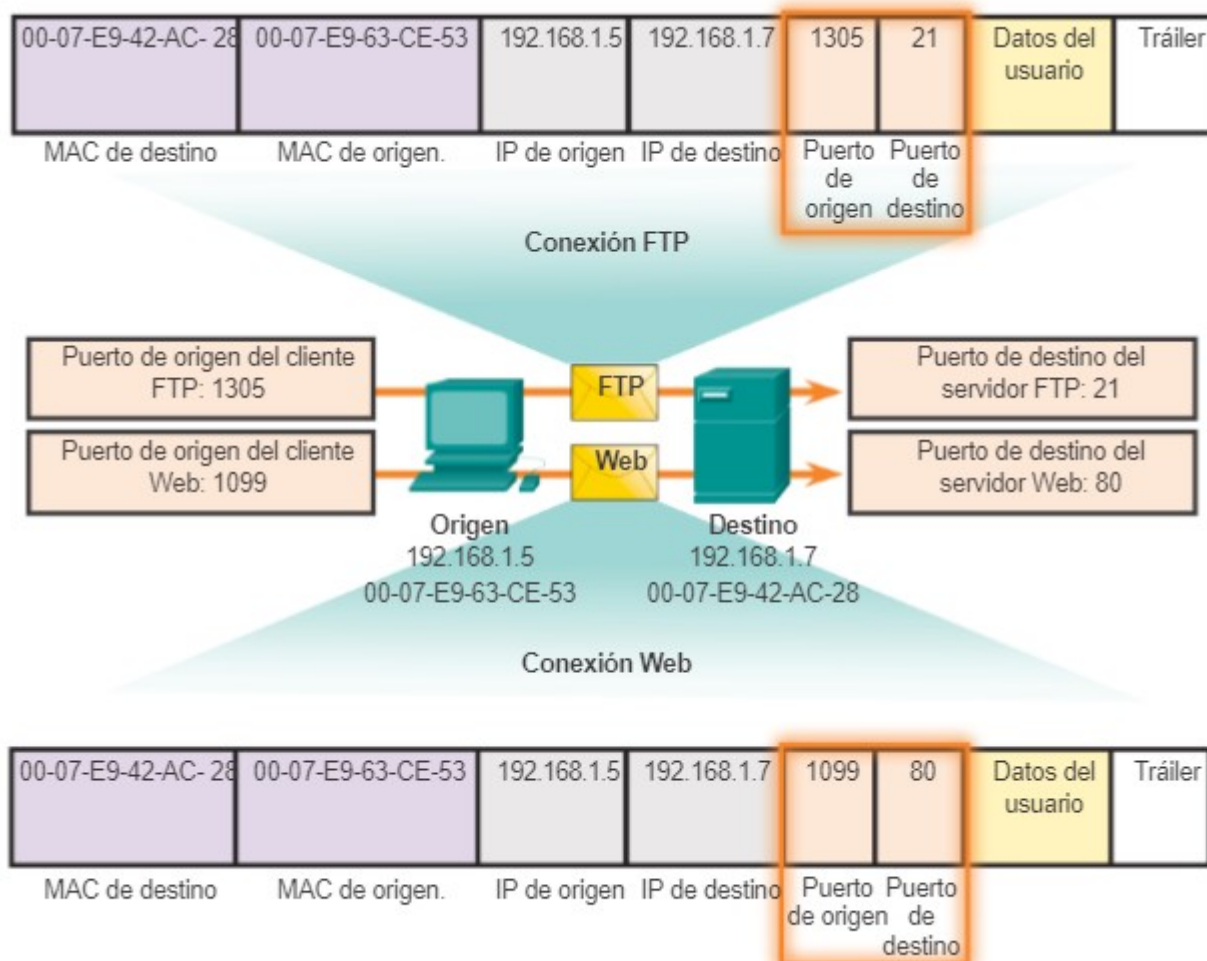 00-07-E9-42-AC- 28
00-07-E9-63-CE-53
192.168.1.5
192.168.1.7
1305
21
Datos del
usuario
Tráiler
MAC de destino
MAC de origen.
IP de origen
IP de destino
Puerto
de
origen
Puerto
de
destino
Conexión FTP
Puerto de origen del cliente
FTP: 1305
FTP
Puerto de destino del
servidor FTP: 21
Puerto de origen del cliente
Web: 1099
Web
Puerto de destino del
servidor Web: 80
Origen
192.168.1.5
00-07-E9-63-CE-53
Destino
192.168.1.7
00-07-E9-42-AC-28
Conexión Web
00-07-E9-42-AC- 28
00-07-E9-63-CE-53
192.168.1.5
192.168.1.7
1099
80
Datos del
usuario
Tráiler
MAC de destino
MAC de origen.
IP de origen
IP de destino
Puerto
de origen
Puerto
de
destino